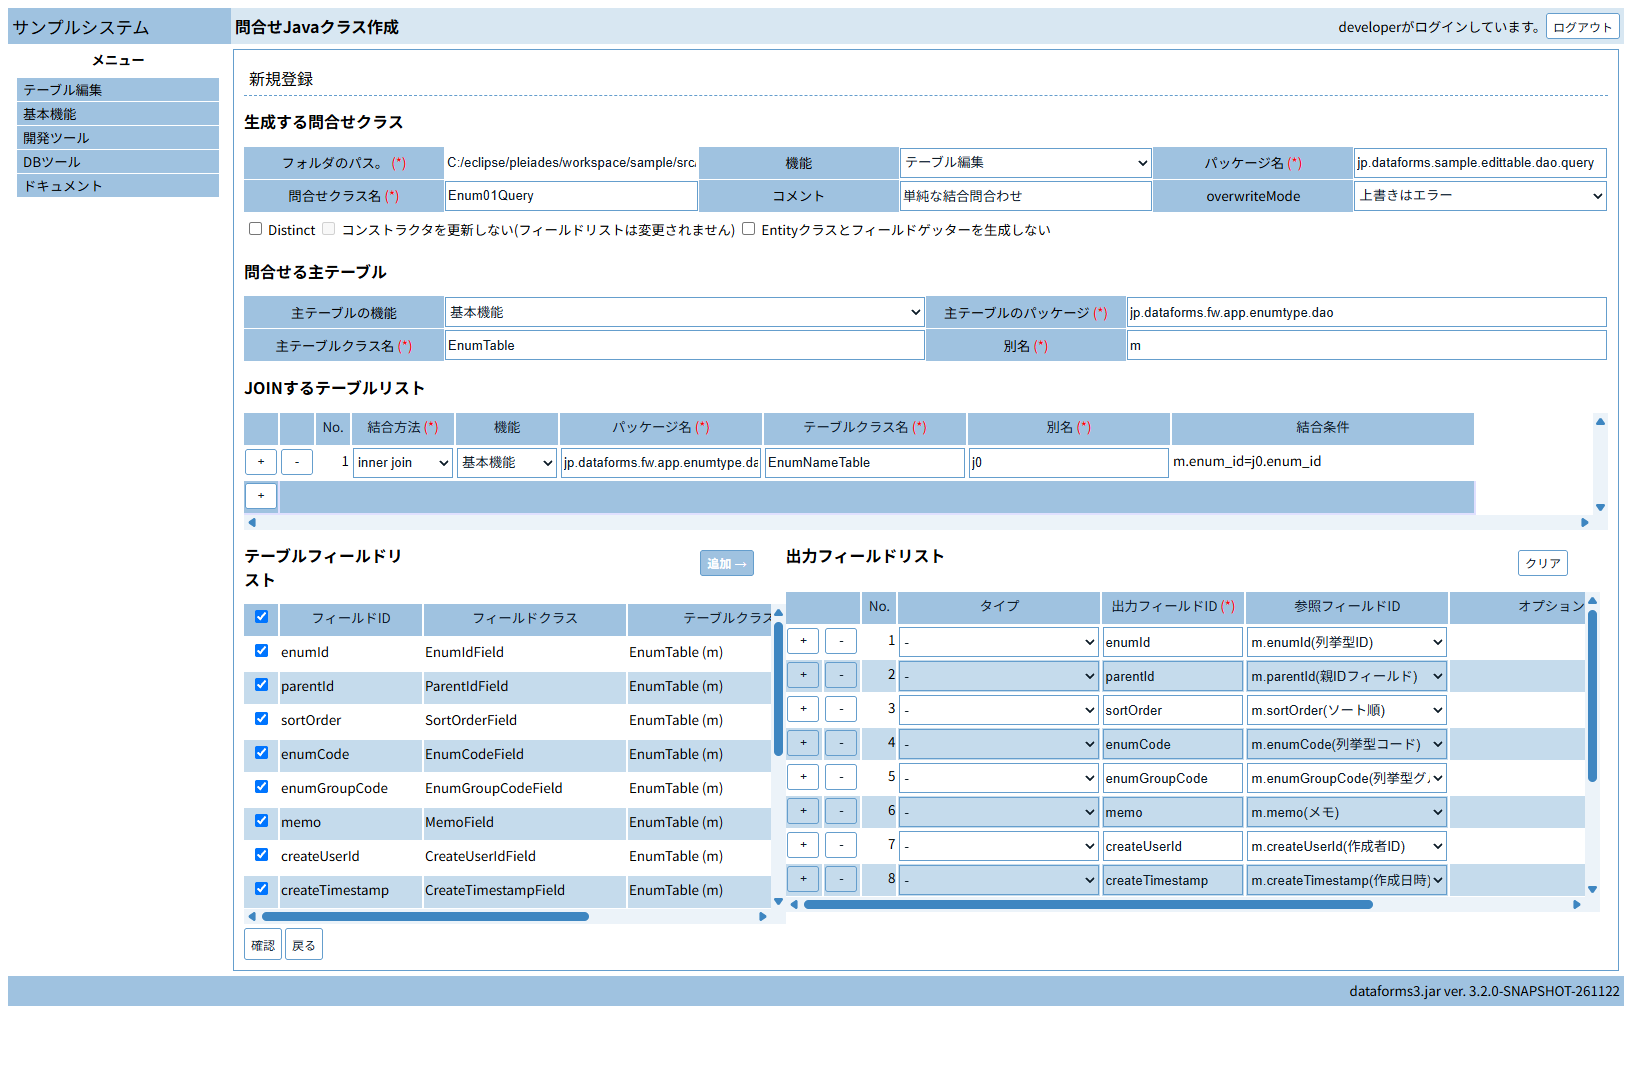 サンプルシステム
問合せJavaクラス作成
developerがログインしています。 ログアウト
メニュー
テーブル編集
基本機能
開発ツール
DBツール
ドキュメント
新規登録
生成する問合せクラス
フォルダのパス。 (*) C:/eclipse/pleiades/workspace/sample/src/ 機能 テーブル編集 パッケージ名 (*) jp.dataforms.sample.edittable.dao.query
問合せクラス名 (*) Enum01Query コメント 単純な結合問合わせ overwriteMode 上書きはエラー
Distinct コンストラクタを更新しない(フィールドリストは変更されません) Entityクラスとフィールドゲッターを生成しない
問合せる主テーブル
主テーブルの機能 基本機能 主テーブルのパッケージ (*) jp.dataforms.fw.app.enumtype.dao
主テーブルクラス名 (*) EnumTable 別名 (*) m
JOINするテーブルリスト
No. 結合方法 (*) 機能 パッケージ名 (*) テーブルクラス名 (*) 別名 (*) 結合条件
+ - 1 inner join 基本機能 jp.dataforms.fw.app.enumtype.da EnumNameTable j0 m.enum_id=j0.enum_id
+
テーブルフィールドリ
スト
追加 →
フィールドID フィールドクラス テーブルクラス
enumId EnumIdField EnumTable (m)
parentId ParentIdField EnumTable (m)
sortOrder SortOrderField EnumTable (m)
enumCode EnumCodeField EnumTable (m)
enumGroupCode EnumGroupCodeField EnumTable (m)
memo MemoField EnumTable (m)
createUserId CreateUserIdField EnumTable (m)
createTimestamp CreateTimestampField EnumTable (m)
出力フィールドリスト
クリア
No. タイプ 出力フィールドID (*) 参照フィールドID オプション
+ - 1 - enumId m.enumId(列挙型ID)
+ - 2 - parentId m.parentId(親IDフィールド)
+ - 3 - sortOrder m.sortOrder(ソート順)
+ - 4 - enumCode m.enumCode(列挙型コード)
+ - 5 - enumGroupCode m.enumGroupCode(列挙型グ
+ - 6 - memo m.memo(メモ)
+ - 7 - createUserId m.createUserId(作成者ID)
+ - 8 - createTimestamp m.createTimestamp(作成日時)
確認 戻る
dataforms3.jar ver. 3.2.0-SNAPSHOT-261122